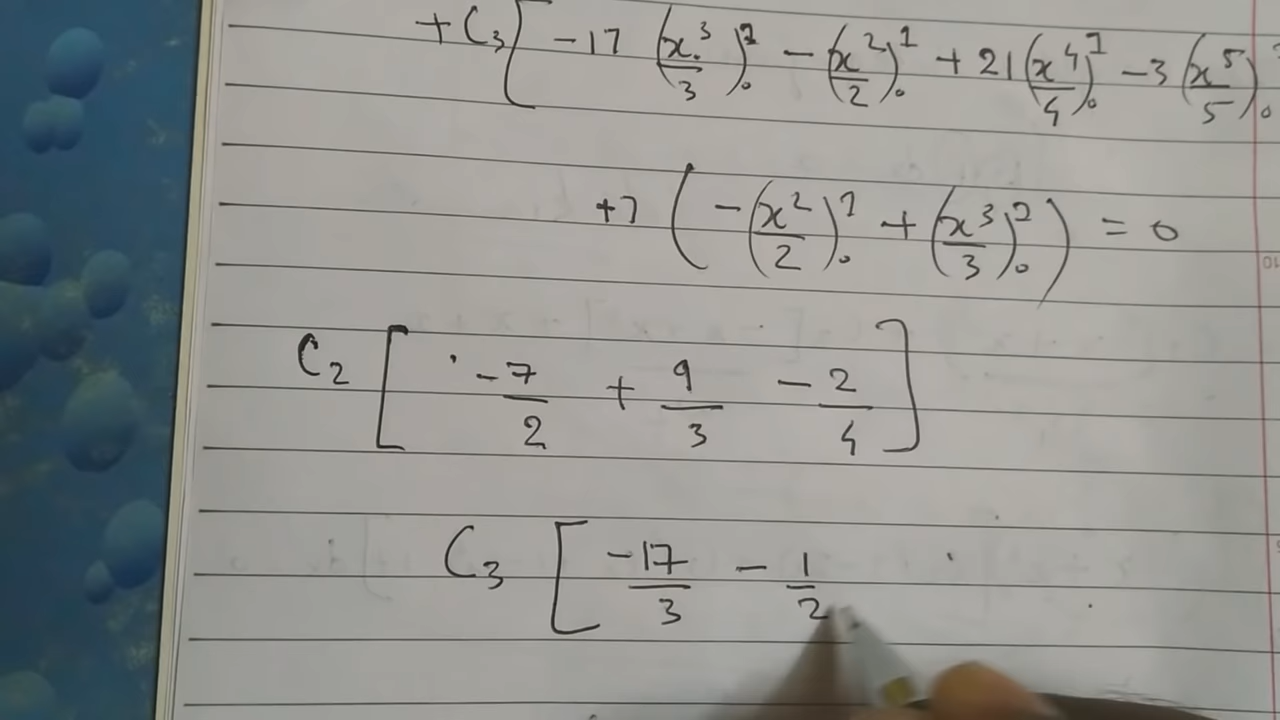 + C₃ [ -17 (x³/3)₀¹ - (x²/2)₀¹ + 21 (x⁴/4)₀¹ - 3 (x⁵/5)₀
+7 ( - (x²/2)₀¹ + (x³/3)₀¹ ) = 0
C₂ [ -7/2 + 9/3 - 2/4 ]
C₃ [ -17/3 - 1/2